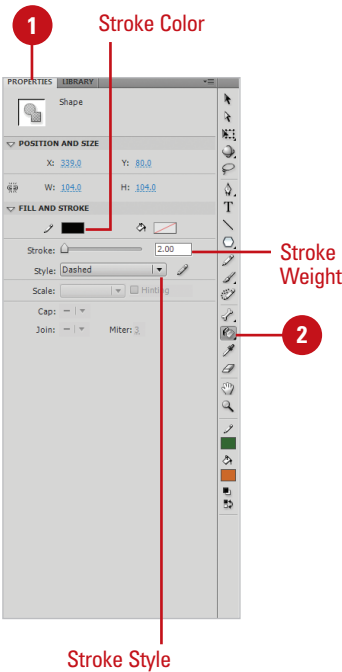 1
Stroke Color
PROPERTIES LIBRARY
Shape
POSITION AND SIZE
X: 339.0 Y: 80.0
W: 104.0 H: 104.0
FILL AND STROKE
Stroke: 2.00
Stroke Weight
Style: Dashed
Scale: Hinting
2
Cap: –
Join: – Miter: 3
T
Stroke Style